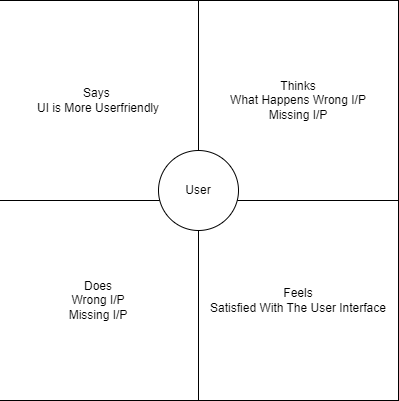 Says
UI is More Userfriendly
Thinks
What Happens Wrong I/P
Missing I/P
User
Does
Wrong I/P
Missing I/P
Feels
Satisfied With The User Interface